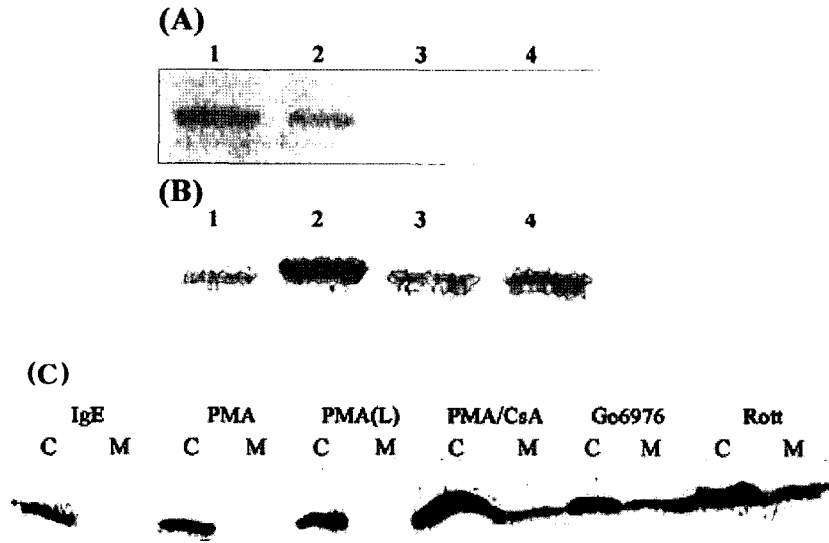 (A)
1 2 3 4
(B)
1 2 3 4
(C)
IgE PMA PMA(L) PMA/CsA Go6976 Rott
C M C M C M C M C M C M